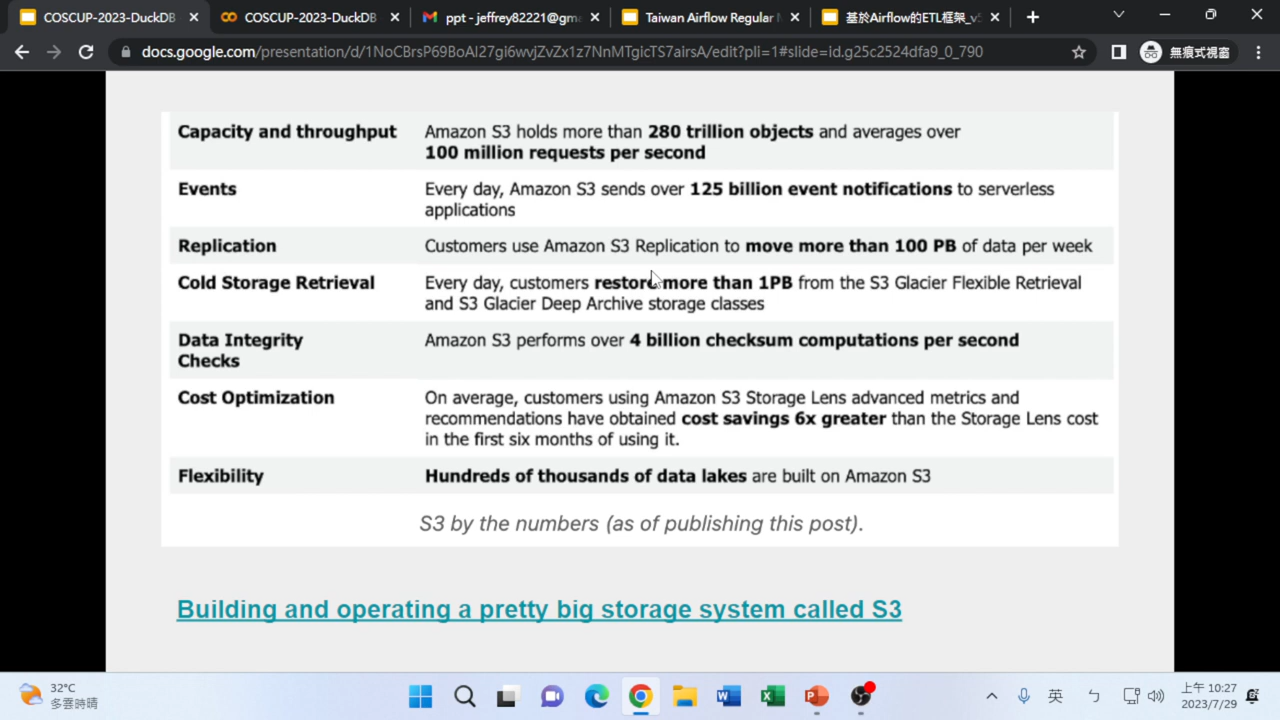 COSCUP-2023-DuckDB
COSCUP-2023-DuckDB
ppt - jeffrey82221@gm
Taiwan Airflow Regular
基於Airflow的ETL框架_v
docs.google.com/presentation/d/1NoCBrsP69BoAI27gi6wvjZvZx1z7NnMTgicTS7airsA/edit?pli=1#slide=id.g25c2524dfa9_0_790
無痕式視窗
Capacity and throughput
Amazon S3 holds more than 280 trillion objects and averages over
100 million requests per second
Events
Every day, Amazon S3 sends over 125 billion event notifications to serverless
applications
Replication
Customers use Amazon S3 Replication to move more than 100 PB of data per week
Cold Storage Retrieval
Every day, customers restore more than 1PB from the S3 Glacier Flexible Retrieval
and S3 Glacier Deep Archive storage classes
Data Integrity
Checks
Amazon S3 performs over 4 billion checksum computations per second
Cost Optimization
On average, customers using Amazon S3 Storage Lens advanced metrics and
recommendations have obtained cost savings 6x greater than the Storage Lens cost
in the first six months of using it.
Flexibility
Hundreds of thousands of data lakes are built on Amazon S3
S3 by the numbers (as of publishing this post).
Building and operating a pretty big storage system called S3
32°C
多雲時晴
英
ㄅ
上午 10:27
2023/7/29